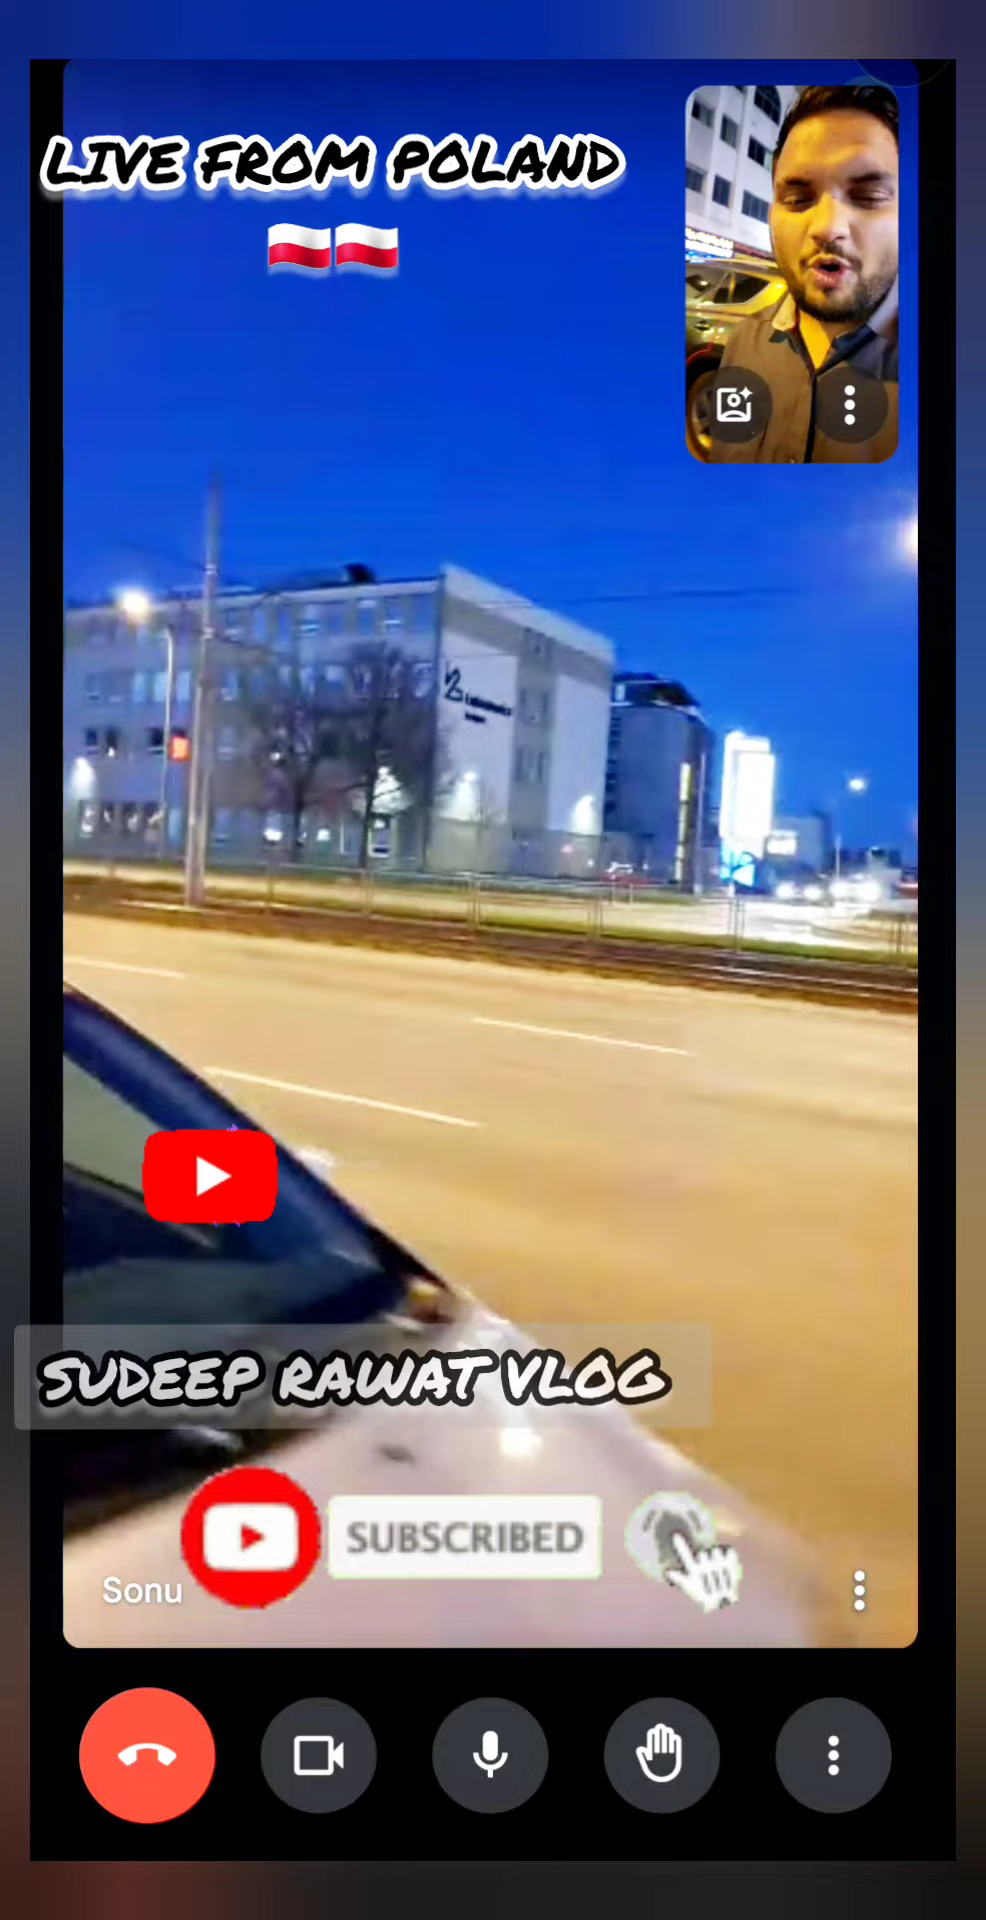 LIVE FROM POLAND
🇵🇱🇵🇱
SUDEEP RAWAT VLOG
SUBSCRIBED
Sonu